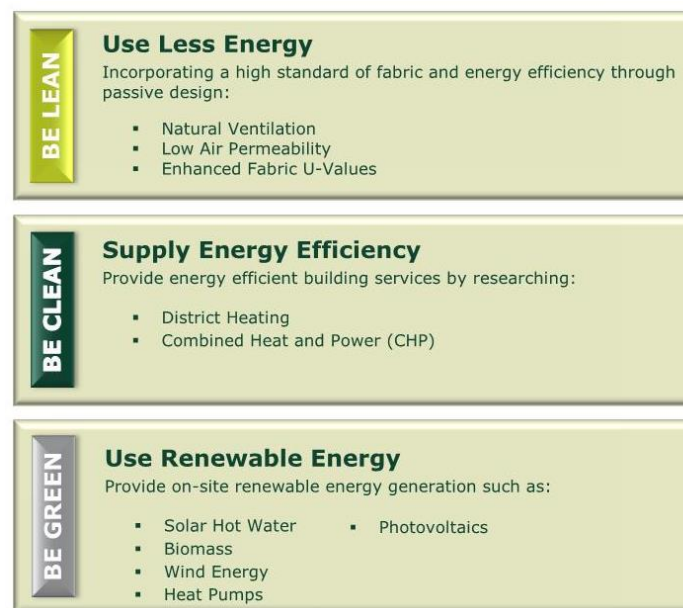 BE LEAN
Use Less Energy
Incorporating a high standard of fabric and energy efficiency through
passive design:
▪ Natural Ventilation
▪ Low Air Permeability
▪ Enhanced Fabric U-Values
BE CLEAN
Supply Energy Efficiency
Provide energy efficient building services by researching:
▪ District Heating
▪ Combined Heat and Power (CHP)
BE GREEN
Use Renewable Energy
Provide on-site renewable energy generation such as:
▪ Solar Hot Water ▪ Photovoltaics
▪ Biomass
▪ Wind Energy
▪ Heat Pumps